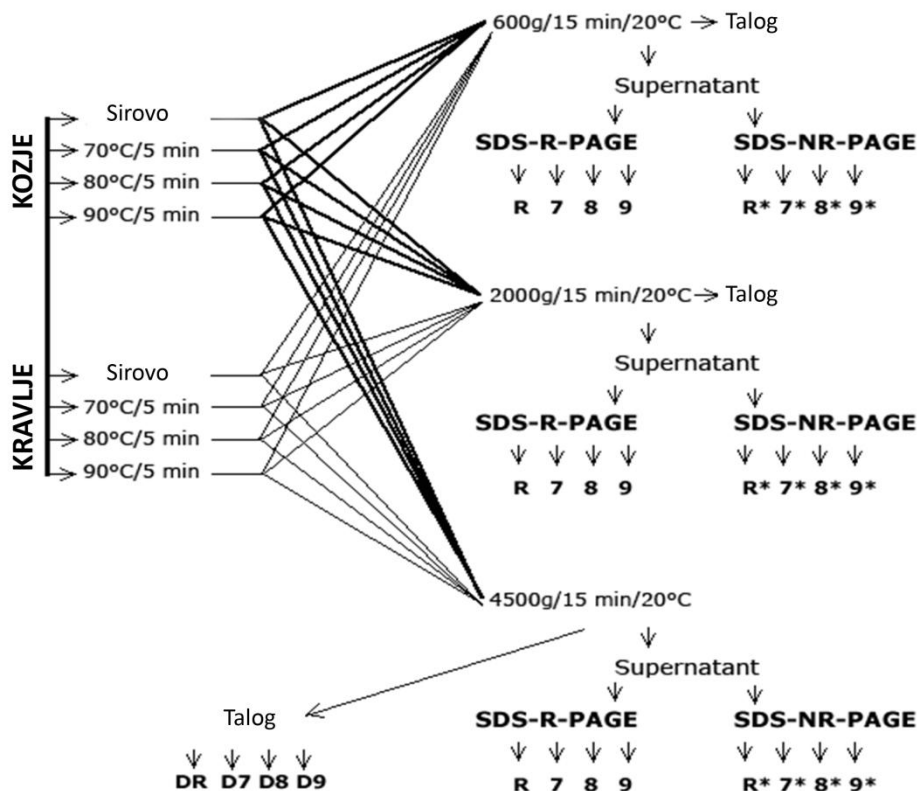 600g/15 min/20°C Talog
Supernatant
SDS-R-PAGE SDS-NR-PAGE
R 7 8 9 R* 7* 8* 9*
KOZJE
Sirovo
70°C/5 min
80°C/5 min
90°C/5 min
2000g/15 min/20°C Talog
Supernatant
SDS-R-PAGE SDS-NR-PAGE
R 7 8 9 R* 7* 8* 9*
KRAVLJE
Sirovo
70°C/5 min
80°C/5 min
90°C/5 min
4500g/15 min/20°C
Supernatant
SDS-R-PAGE SDS-NR-PAGE
R 7 8 9 R* 7* 8* 9*
Talog
DR D7 D8 D9